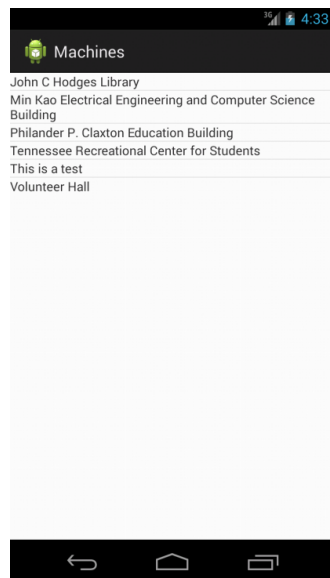 3G 4:33
Machines
John C Hodges Library
Min Kao Electrical Engineering and Computer Science
Building
Philander P. Claxton Education Building
Tennessee Recreational Center for Students
This is a test
Volunteer Hall